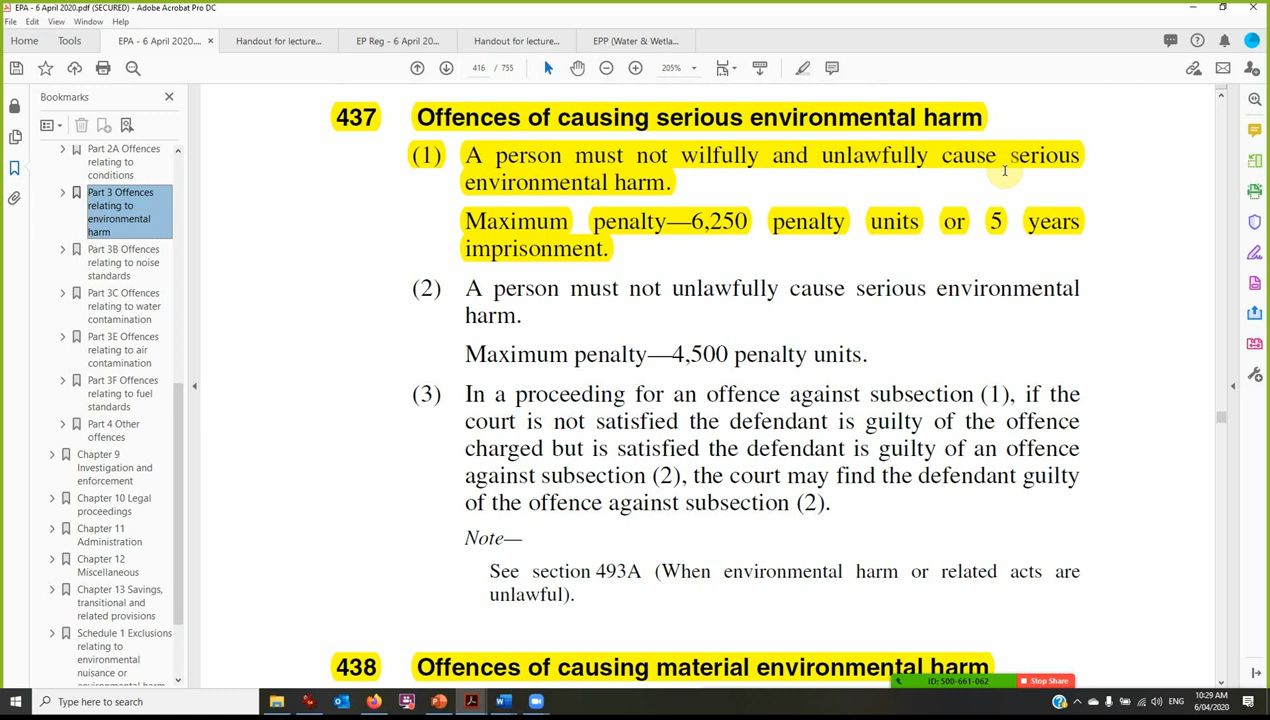 EPA - 6 April 2020.pdf (SECURED) - Adobe Acrobat Pro DC
File Edit View Window Help
Home Tools EPA - 6 April 2020.... × Handout for lecture... EP Reg - 6 April 20... Handout for lecture... EPP (Water & Wetla...
416 / 755 205%
Bookmarks
Part 2A Offences
relating to
conditions
Part 3 Offences
relating to
environmental
harm
Part 3B Offences
relating to noise
standards
Part 3C Offences
relating to water
contamination
Part 3E Offences
relating to air
contamination
Part 3F Offences
relating to fuel
standards
Part 4 Other
offences
Chapter 9
Investigation and
enforcement
Chapter 10 Legal
proceedings
Chapter 11
Administration
Chapter 12
Miscellaneous
Chapter 13 Savings,
transitional and
related provisions
Schedule 1 Exclusions
relating to
environmental
nuisance or
environmental harm
437 Offences of causing serious environmental harm
(1) A person must not wilfully and unlawfully cause serious
environmental harm.
Maximum penalty—6,250 penalty units or 5 years
imprisonment.
(2) A person must not unlawfully cause serious environmental
harm.
Maximum penalty—4,500 penalty units.
(3) In a proceeding for an offence against subsection (1), if the
court is not satisfied the defendant is guilty of the offence
charged but is satisfied the defendant is guilty of an offence
against subsection (2), the court may find the defendant guilty
of the offence against subsection (2).
Note—
See section 493A (When environmental harm or related acts are
unlawful).
438 Offences of causing material environmental harm
ID: 500-661-062 Stop Share
Type here to search
ENG
10:29 AM
6/04/2020